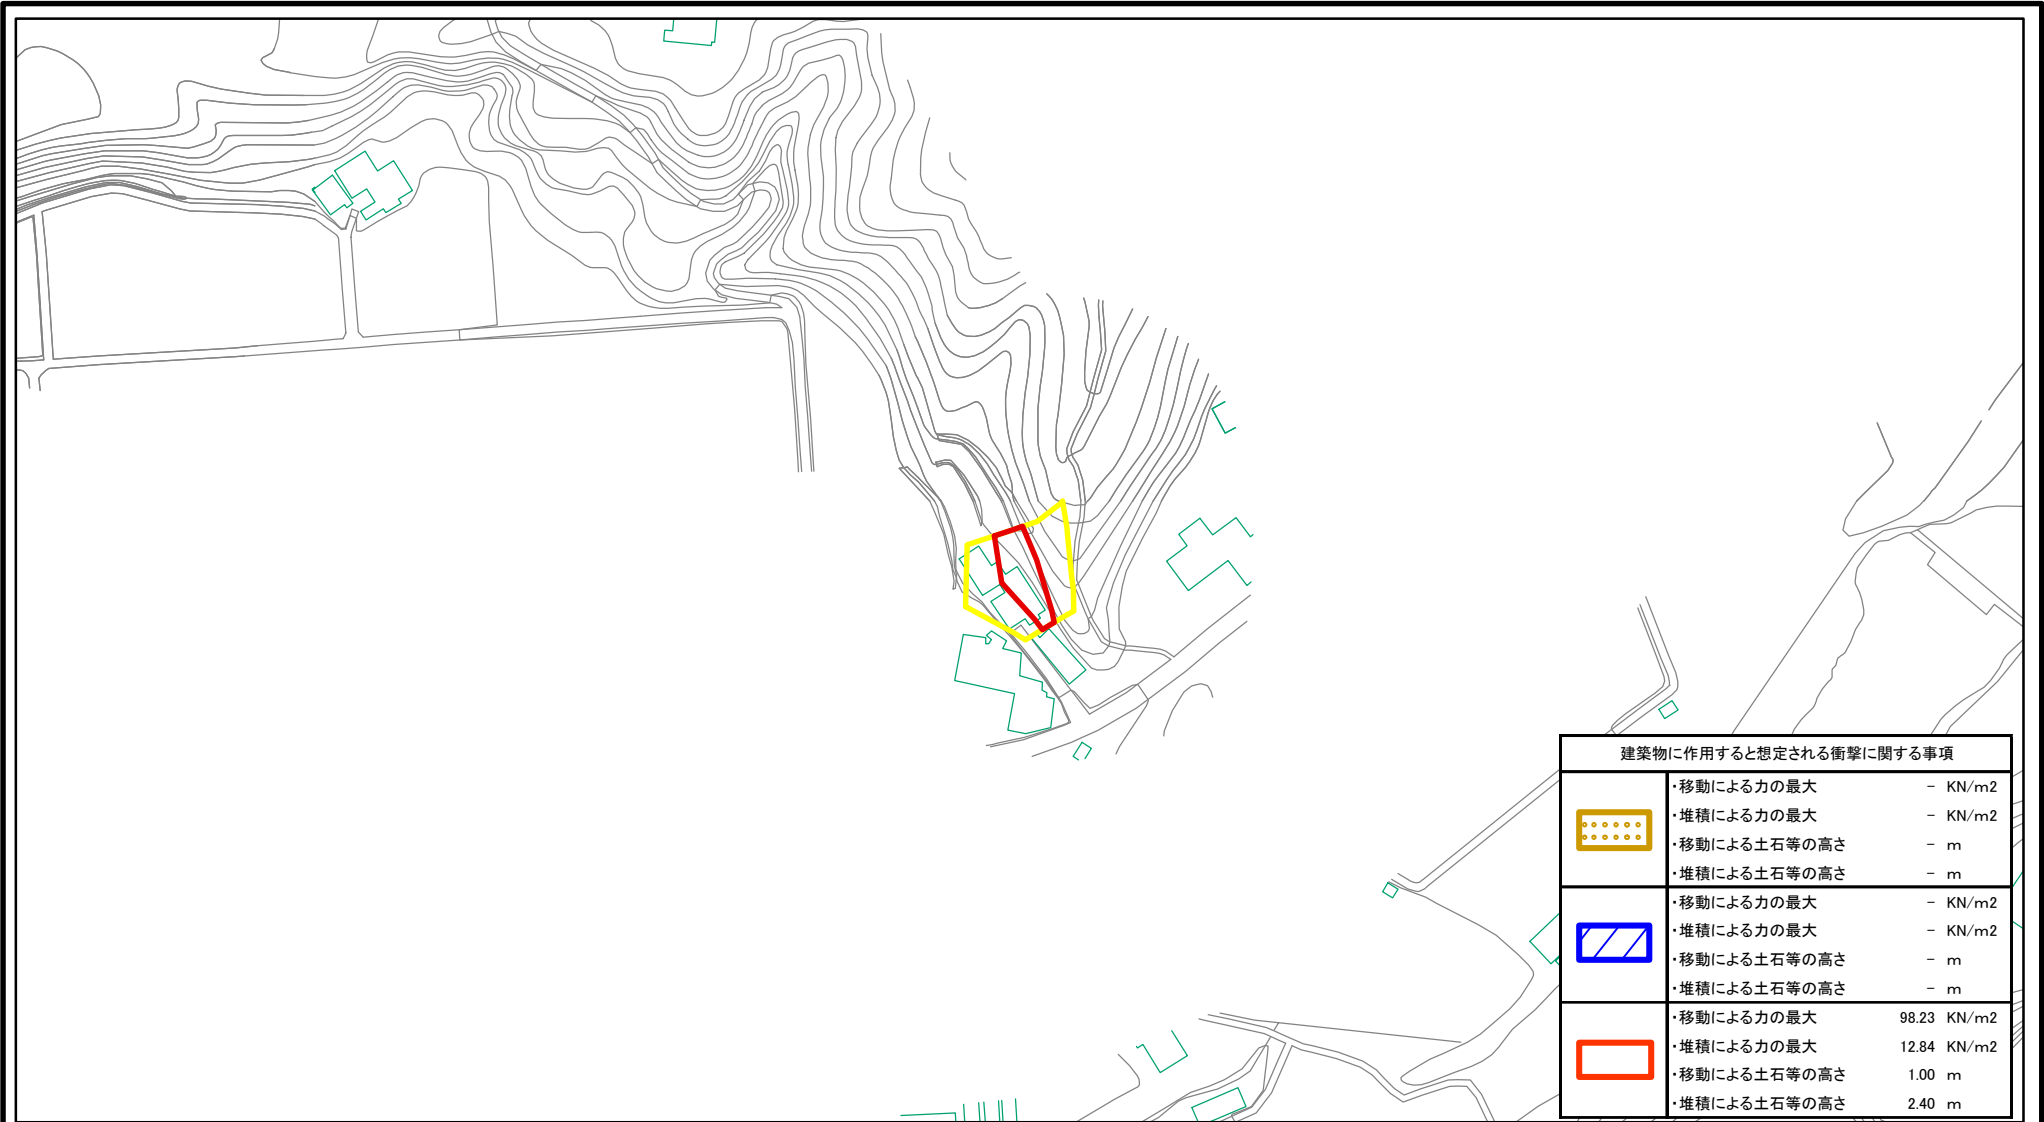 建築物に作用すると想定される衝撃に関する事項
・移動による力の最大 － KN/m2
・堆積による力の最大 － KN/m2
・移動による土石等の高さ － m
・堆積による土石等の高さ － m
・移動による力の最大 － KN/m2
・堆積による力の最大 － KN/m2
・移動による土石等の高さ － m
・堆積による土石等の高さ － m
・移動による力の最大 98.23 KN/m2
・堆積による力の最大 12.84 KN/m2
・移動による土石等の高さ 1.00 m
・堆積による土石等の高さ 2.40 m